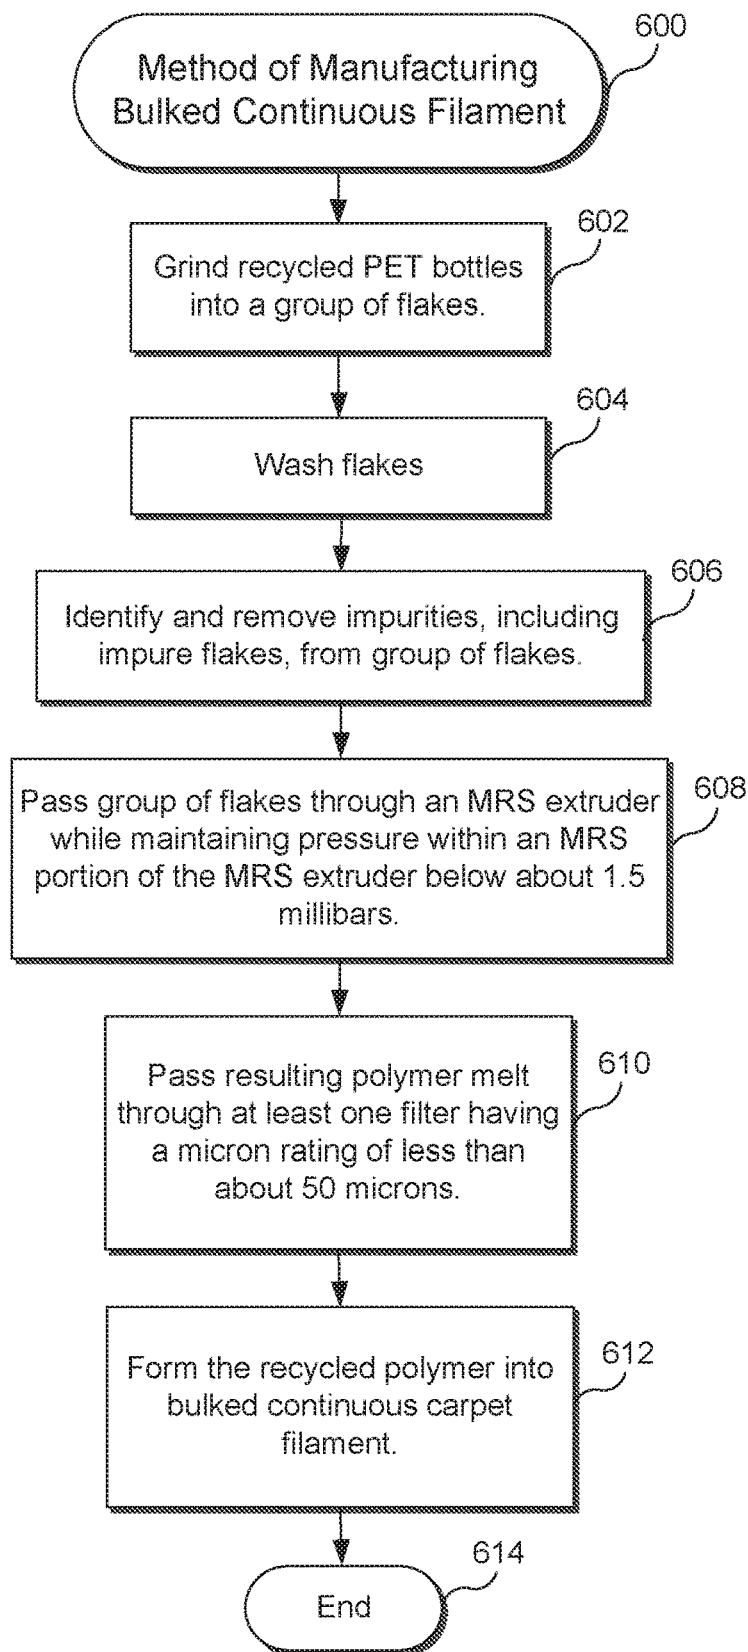 600
Method of Manufacturing
Bulked Continuous Filament
602
Grind recycled PET bottles
into a group of flakes.
604
Wash flakes
606
Identify and remove impurities, including
impure flakes, from group of flakes.
608
Pass group of flakes through an MRS extruder
while maintaining pressure within an MRS
portion of the MRS extruder below about 1.5
millibars.
610
Pass resulting polymer melt
through at least one filter having
a micron rating of less than
about 50 microns.
612
Form the recycled polymer into
bulked continuous carpet
filament.
614
End